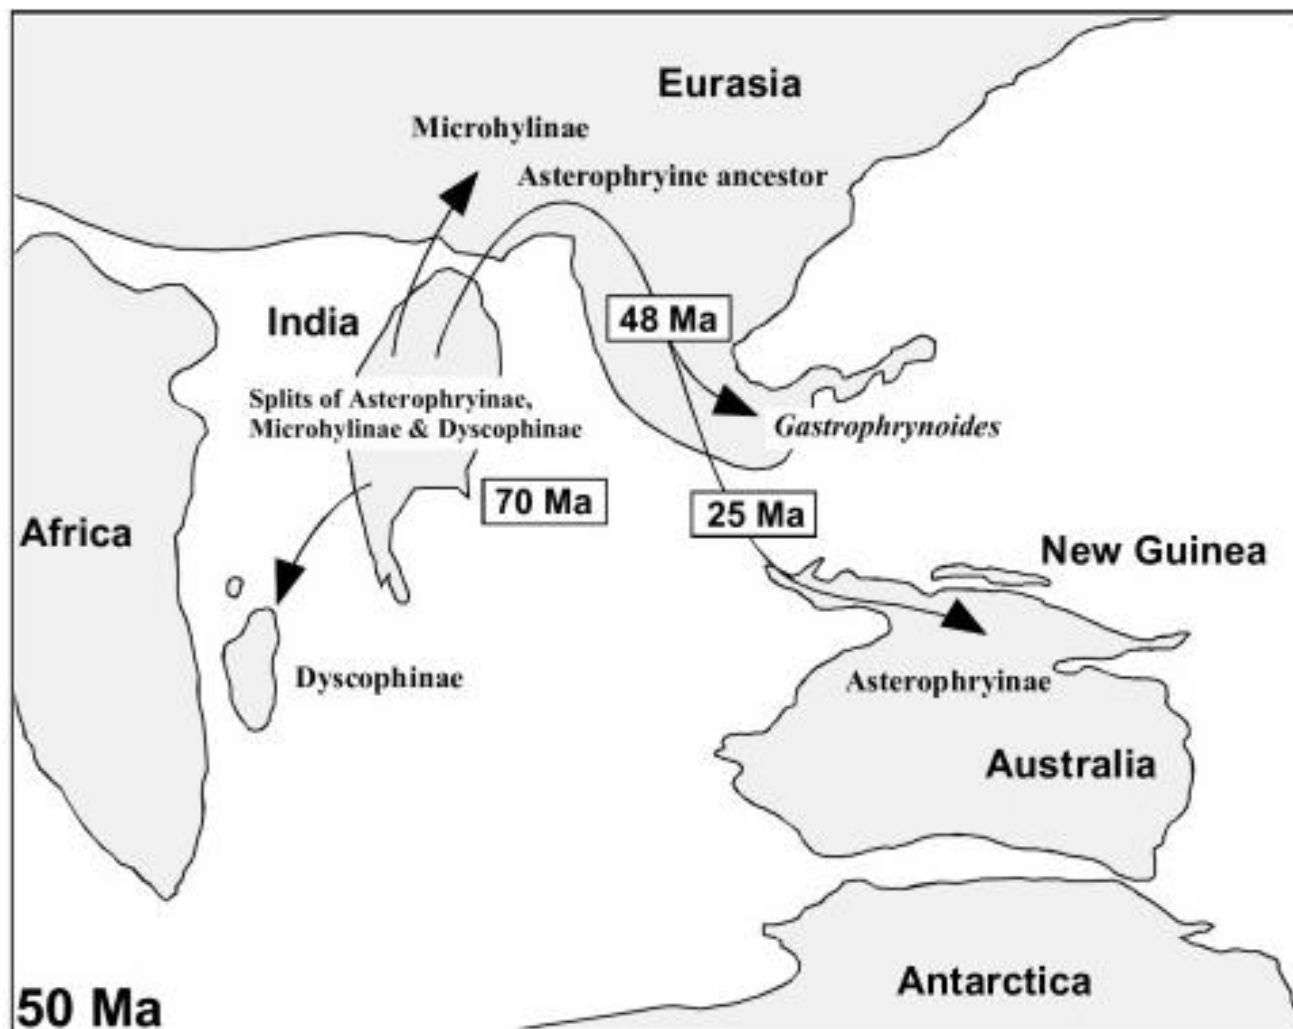 Eurasia
Microhylinae
Asterophryine ancestor
India
48 Ma
Splits of Asterophryinae,
Microhylinae & Dyscophinae
Gastrophrynoides
70 Ma
25 Ma
Africa
New Guinea
Dyscophinae
Asterophryinae
Australia
Antarctica
50 Ma